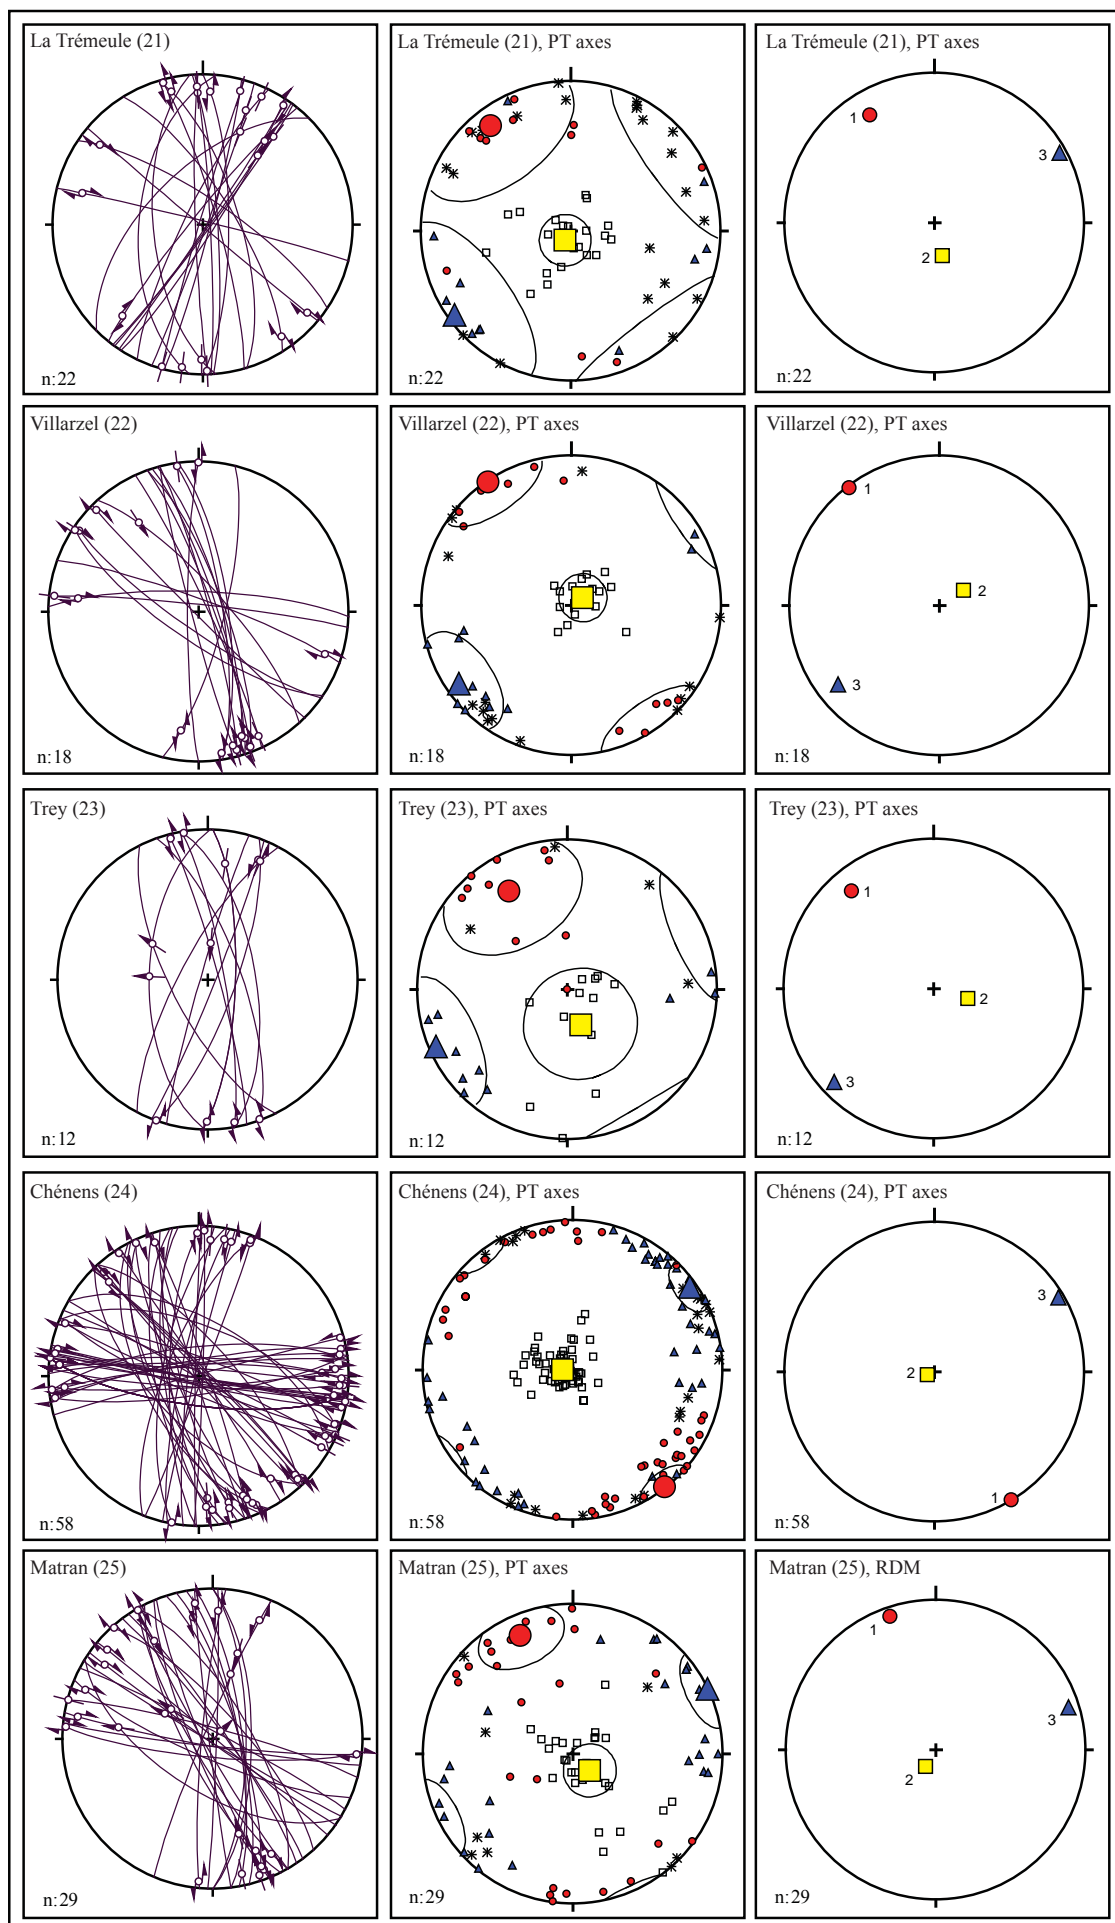 La Trémeule (21)
n:22
La Trémeule (21), PT axes
n:22
La Trémeule (21), PT axes
1
3
2
n:22
Villarzel (22)
n:18
Villarzel (22), PT axes
n:18
Villarzel (22), PT axes
1
2
3
n:18
Trey (23)
n:12
Trey (23), PT axes
n:12
Trey (23), PT axes
1
2
3
n:12
Chénens (24)
n:58
Chénens (24), PT axes
n:58
Chénens (24), PT axes
3
2
1
n:58
Matran (25)
n:29
Matran (25), PT axes
n:29
Matran (25), RDM
1
3
2
n:29